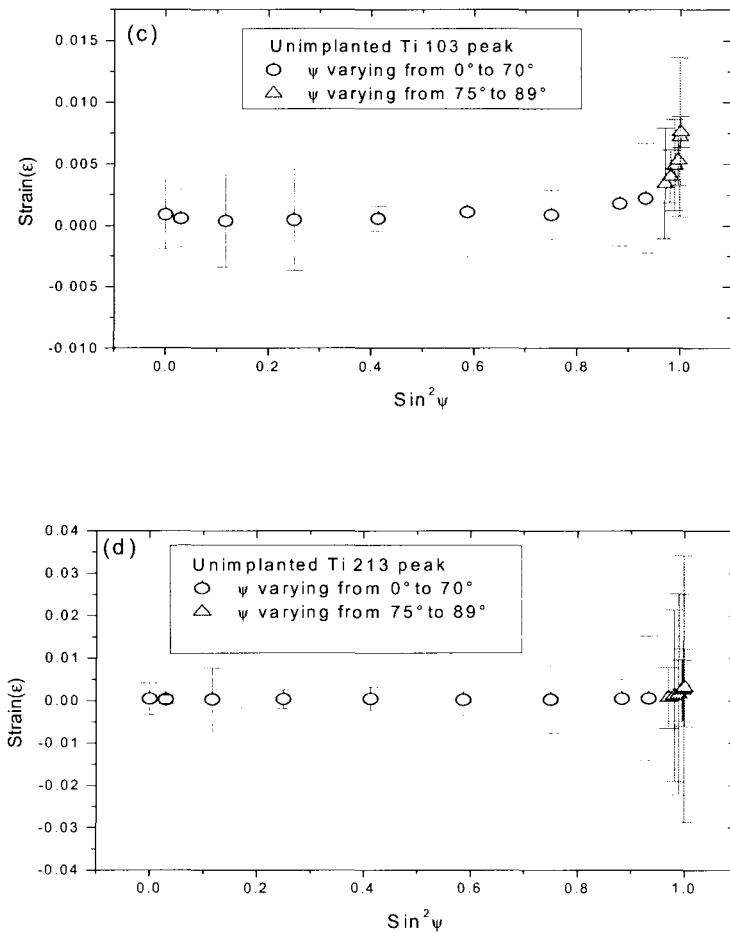 (c)
Unimplanted Ti 103 peak
ψ varying from 0° to 70°
ψ varying from 75° to 89°
0.015
0.010
0.005
0.000
-0.005
-0.010
Strain(ε)
0.0 0.2 0.4 0.6 0.8 1.0
Sin²ψ
(d)
Unimplanted Ti 213 peak
ψ varying from 0° to 70°
ψ varying from 75° to 89°
0.04
0.03
0.02
0.01
0.00
-0.01
-0.02
-0.03
-0.04
Strain(ε)
0.0 0.2 0.4 0.6 0.8 1.0
Sin²ψ